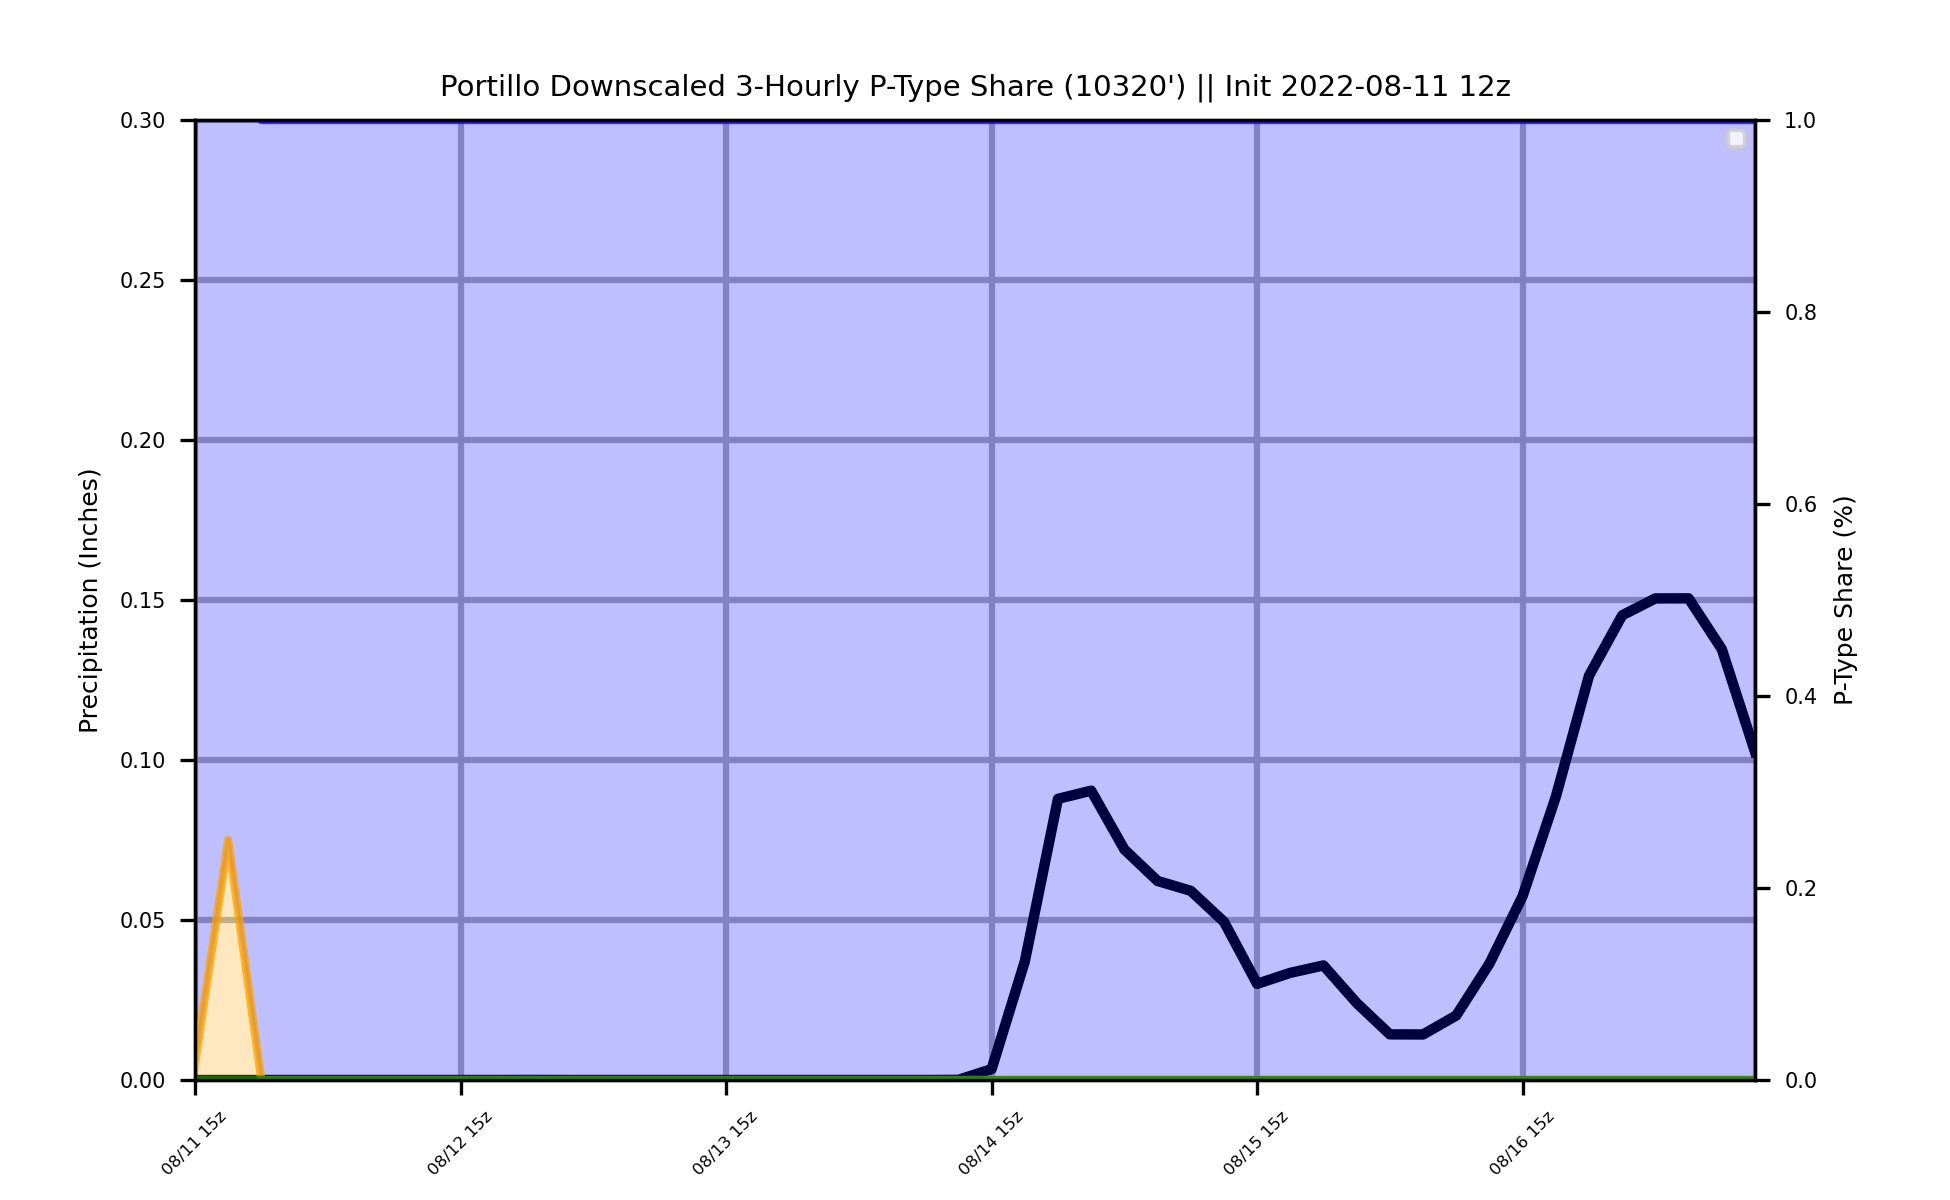 Portillo Downscaled 3-Hourly P-Type Share (10320') || Init 2022-08-11 12z
0.30
0.25
0.20
0.15
0.10
0.05
0.00
Precipitation (Inches)
1.0
0.8
0.6
0.4
0.2
0.0
P-Type Share (%)
08/11 15z
08/12 15z
08/13 15z
08/14 15z
08/15 15z
08/16 15z